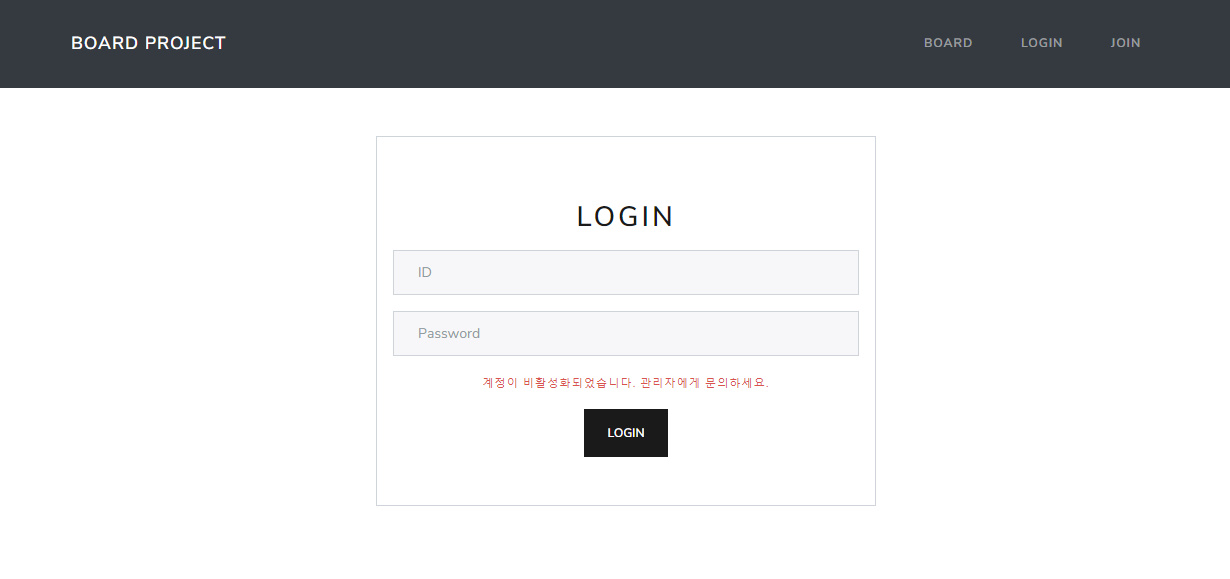 BOARD PROJECT
BOARD LOGIN JOIN
LOGIN
ID
Password
계정이 비활성화되었습니다. 관리자에게 문의하세요.
LOGIN